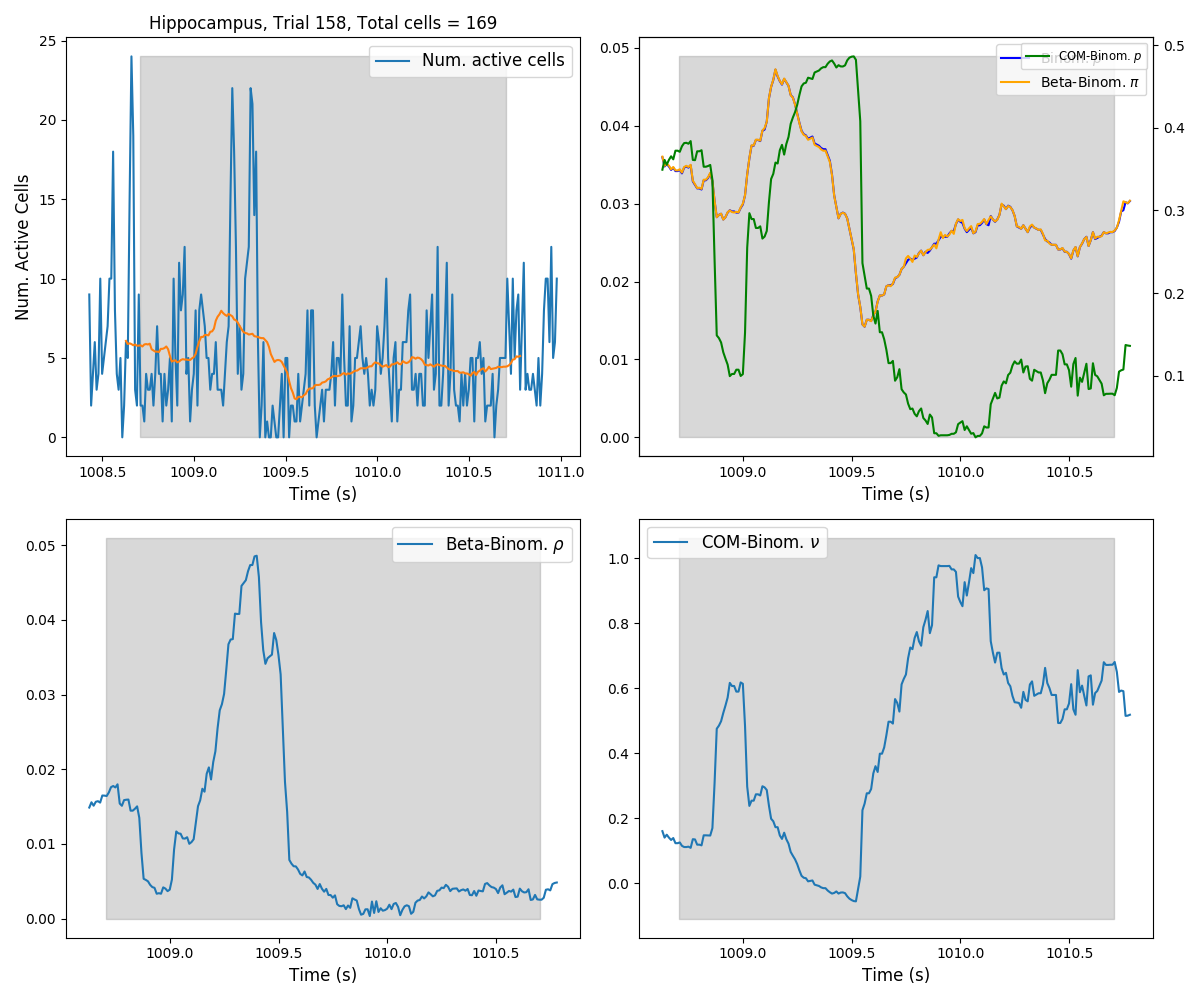 Hippocampus, Trial 158, Total cells = 169
Num. active cells
Num. Active Cells
25
20
15
10
5
0
1008.5 1009.0 1009.5 1010.0 1010.5 1011.0
Time (s)
COM-Binom. p
Beta-Binom. π
0.05
0.04
0.03
0.02
0.01
0.00
0.5
0.4
0.3
0.2
0.1
1009.0 1009.5 1010.0 1010.5
Time (s)
Beta-Binom. ρ
0.05
0.04
0.03
0.02
0.01
0.00
1009.0 1009.5 1010.0 1010.5
Time (s)
COM-Binom. ν
1.0
0.8
0.6
0.4
0.2
0.0
1009.0 1009.5 1010.0 1010.5
Time (s)